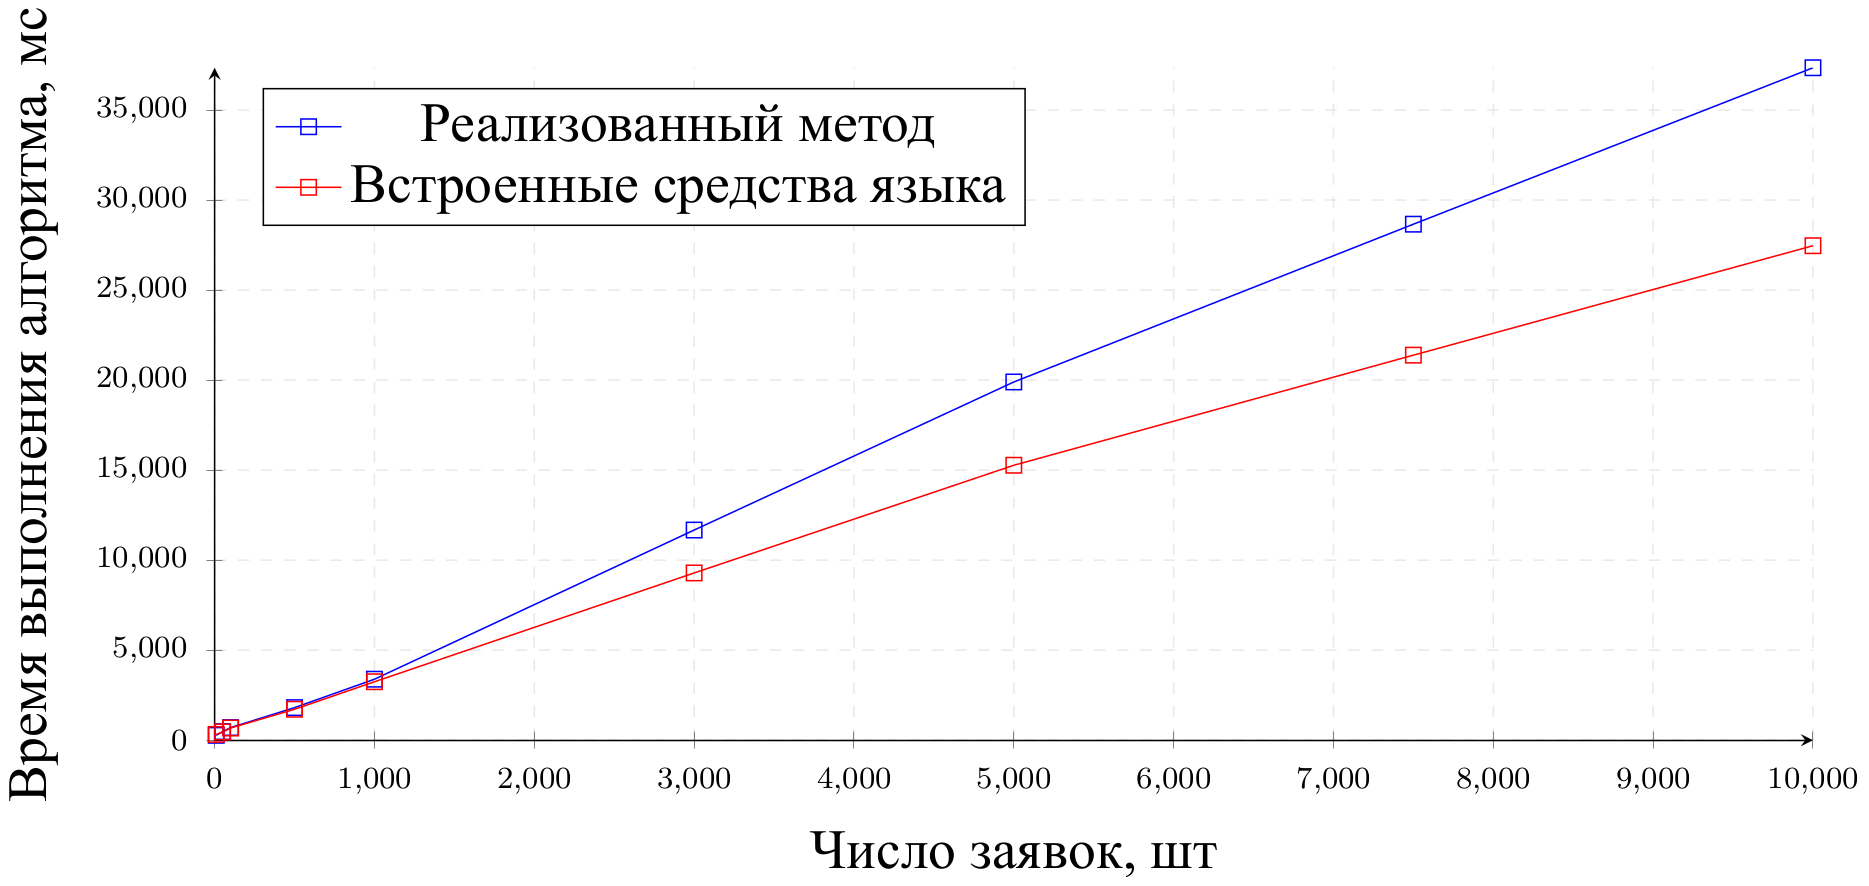 Время выполнения алгоритма, мс
35,000
30,000
25,000
20,000
15,000
10,000
5,000
0
Реализованный метод
Встроенные средства языка
0 1,000 2,000 3,000 4,000 5,000 6,000 7,000 8,000 9,000 10,000
Число заявок, шт